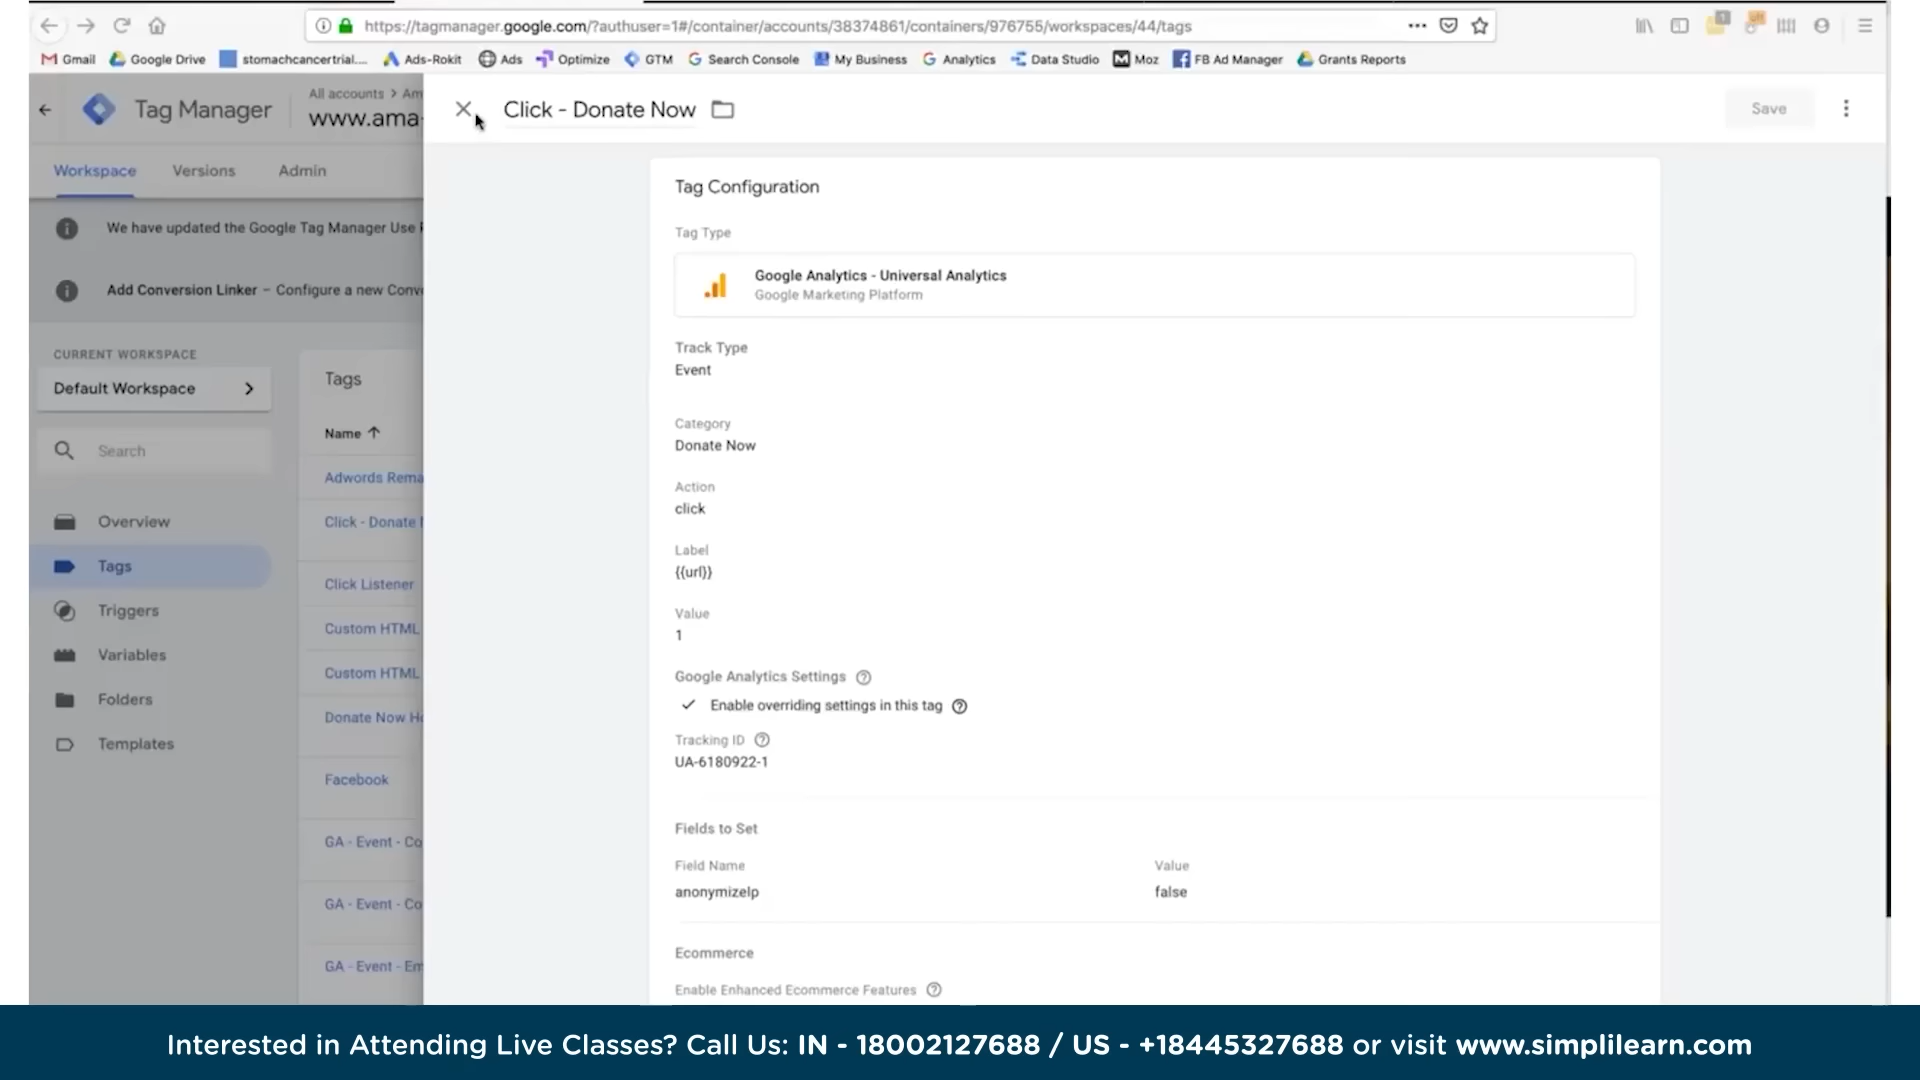 https://tagmanager.google.com/?authuser=1#/container/accounts/38374861/containers/976755/workspaces/44/tags
Gmail Google Drive stomachcancertrial.... Ads-Rokit Ads Optimize GTM Search Console My Business Analytics Data Studio Moz FB Ad Manager Grants Reports
Tag Manager
All accounts > Am
www.ama-
Click - Donate Now
Save
Workspace Versions Admin
We have updated the Google Tag Manager Use
Add Conversion Linker – Configure a new Conv
CURRENT WORKSPACE
Default Workspace
Search
Overview
Tags
Triggers
Variables
Folders
Templates
Tags
Name
Adwords Rema
Click - Donate
Click Listener
Custom HTML
Custom HTML
Donate Now Ho
Facebook
GA - Event - Co
GA - Event - Co
GA - Event - Em
Tag Configuration
Tag Type
Google Analytics - Universal Analytics
Google Marketing Platform
Track Type
Event
Category
Donate Now
Action
click
Label
{{url}}
Value
1
Google Analytics Settings
Enable overriding settings in this tag
Tracking ID
UA-6180922-1
Fields to Set
Field Name Value
anonymizeIp false
Ecommerce
Enable Enhanced Ecommerce Features
Interested in Attending Live Classes? Call Us: IN - 18002127688 / US - +18445327688 or visit www.simplilearn.com